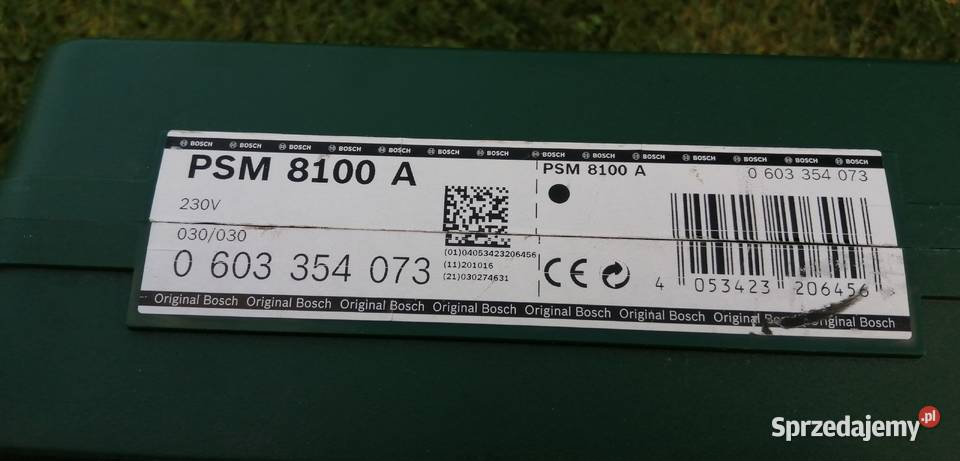 BOSCH BOSCH BOSCH BOSCH BOSCH BOSCH BOSCH BOSCH BOSCH BOSCH BOSCH BOSCH BOSCH BOSCH
PSM 8100 A
230V
030/030
0 603 354 073
(01)04053423206456
(11)201016
(21)030274631
PSM 8100 A
0 603 354 073
CE
4 053423 206456
Original Bosch Original Bosch Original Bosch Original Bosch Original Bosch Original Bosch Original Bosch
Sprzedajemy.pl